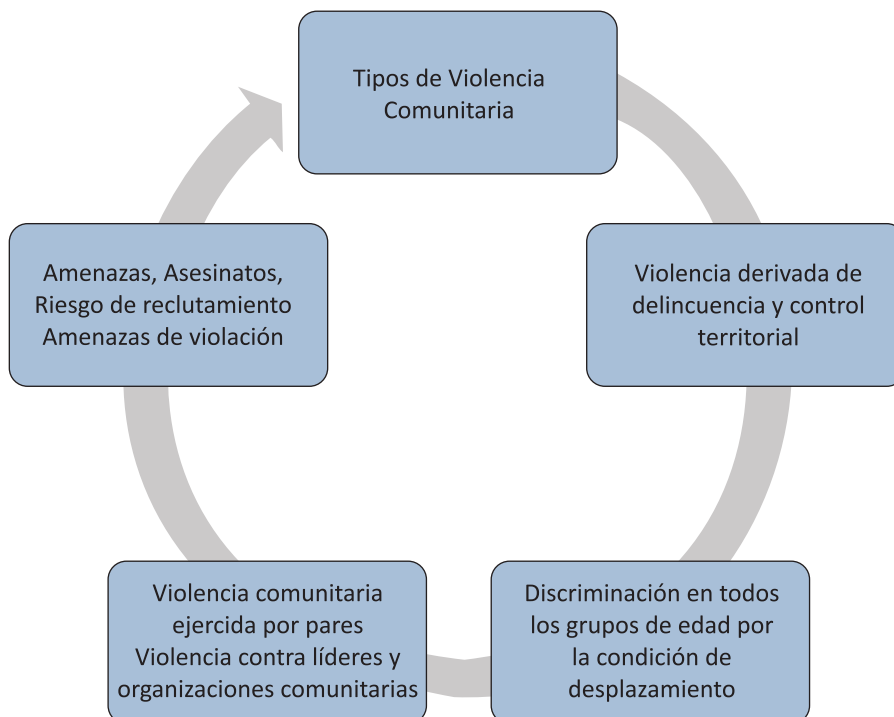 Tipos de Violencia
Comunitaria
Violencia derivada de
delincuencia y control
territorial
Discriminación en todos
los grupos de edad por
la condición de
desplazamiento
Violencia comunitaria
ejercida por pares
Violencia contra líderes y
organizaciones comunitarias
Amenazas, Asesinatos,
Riesgo de reclutamiento
Amenazas de violación